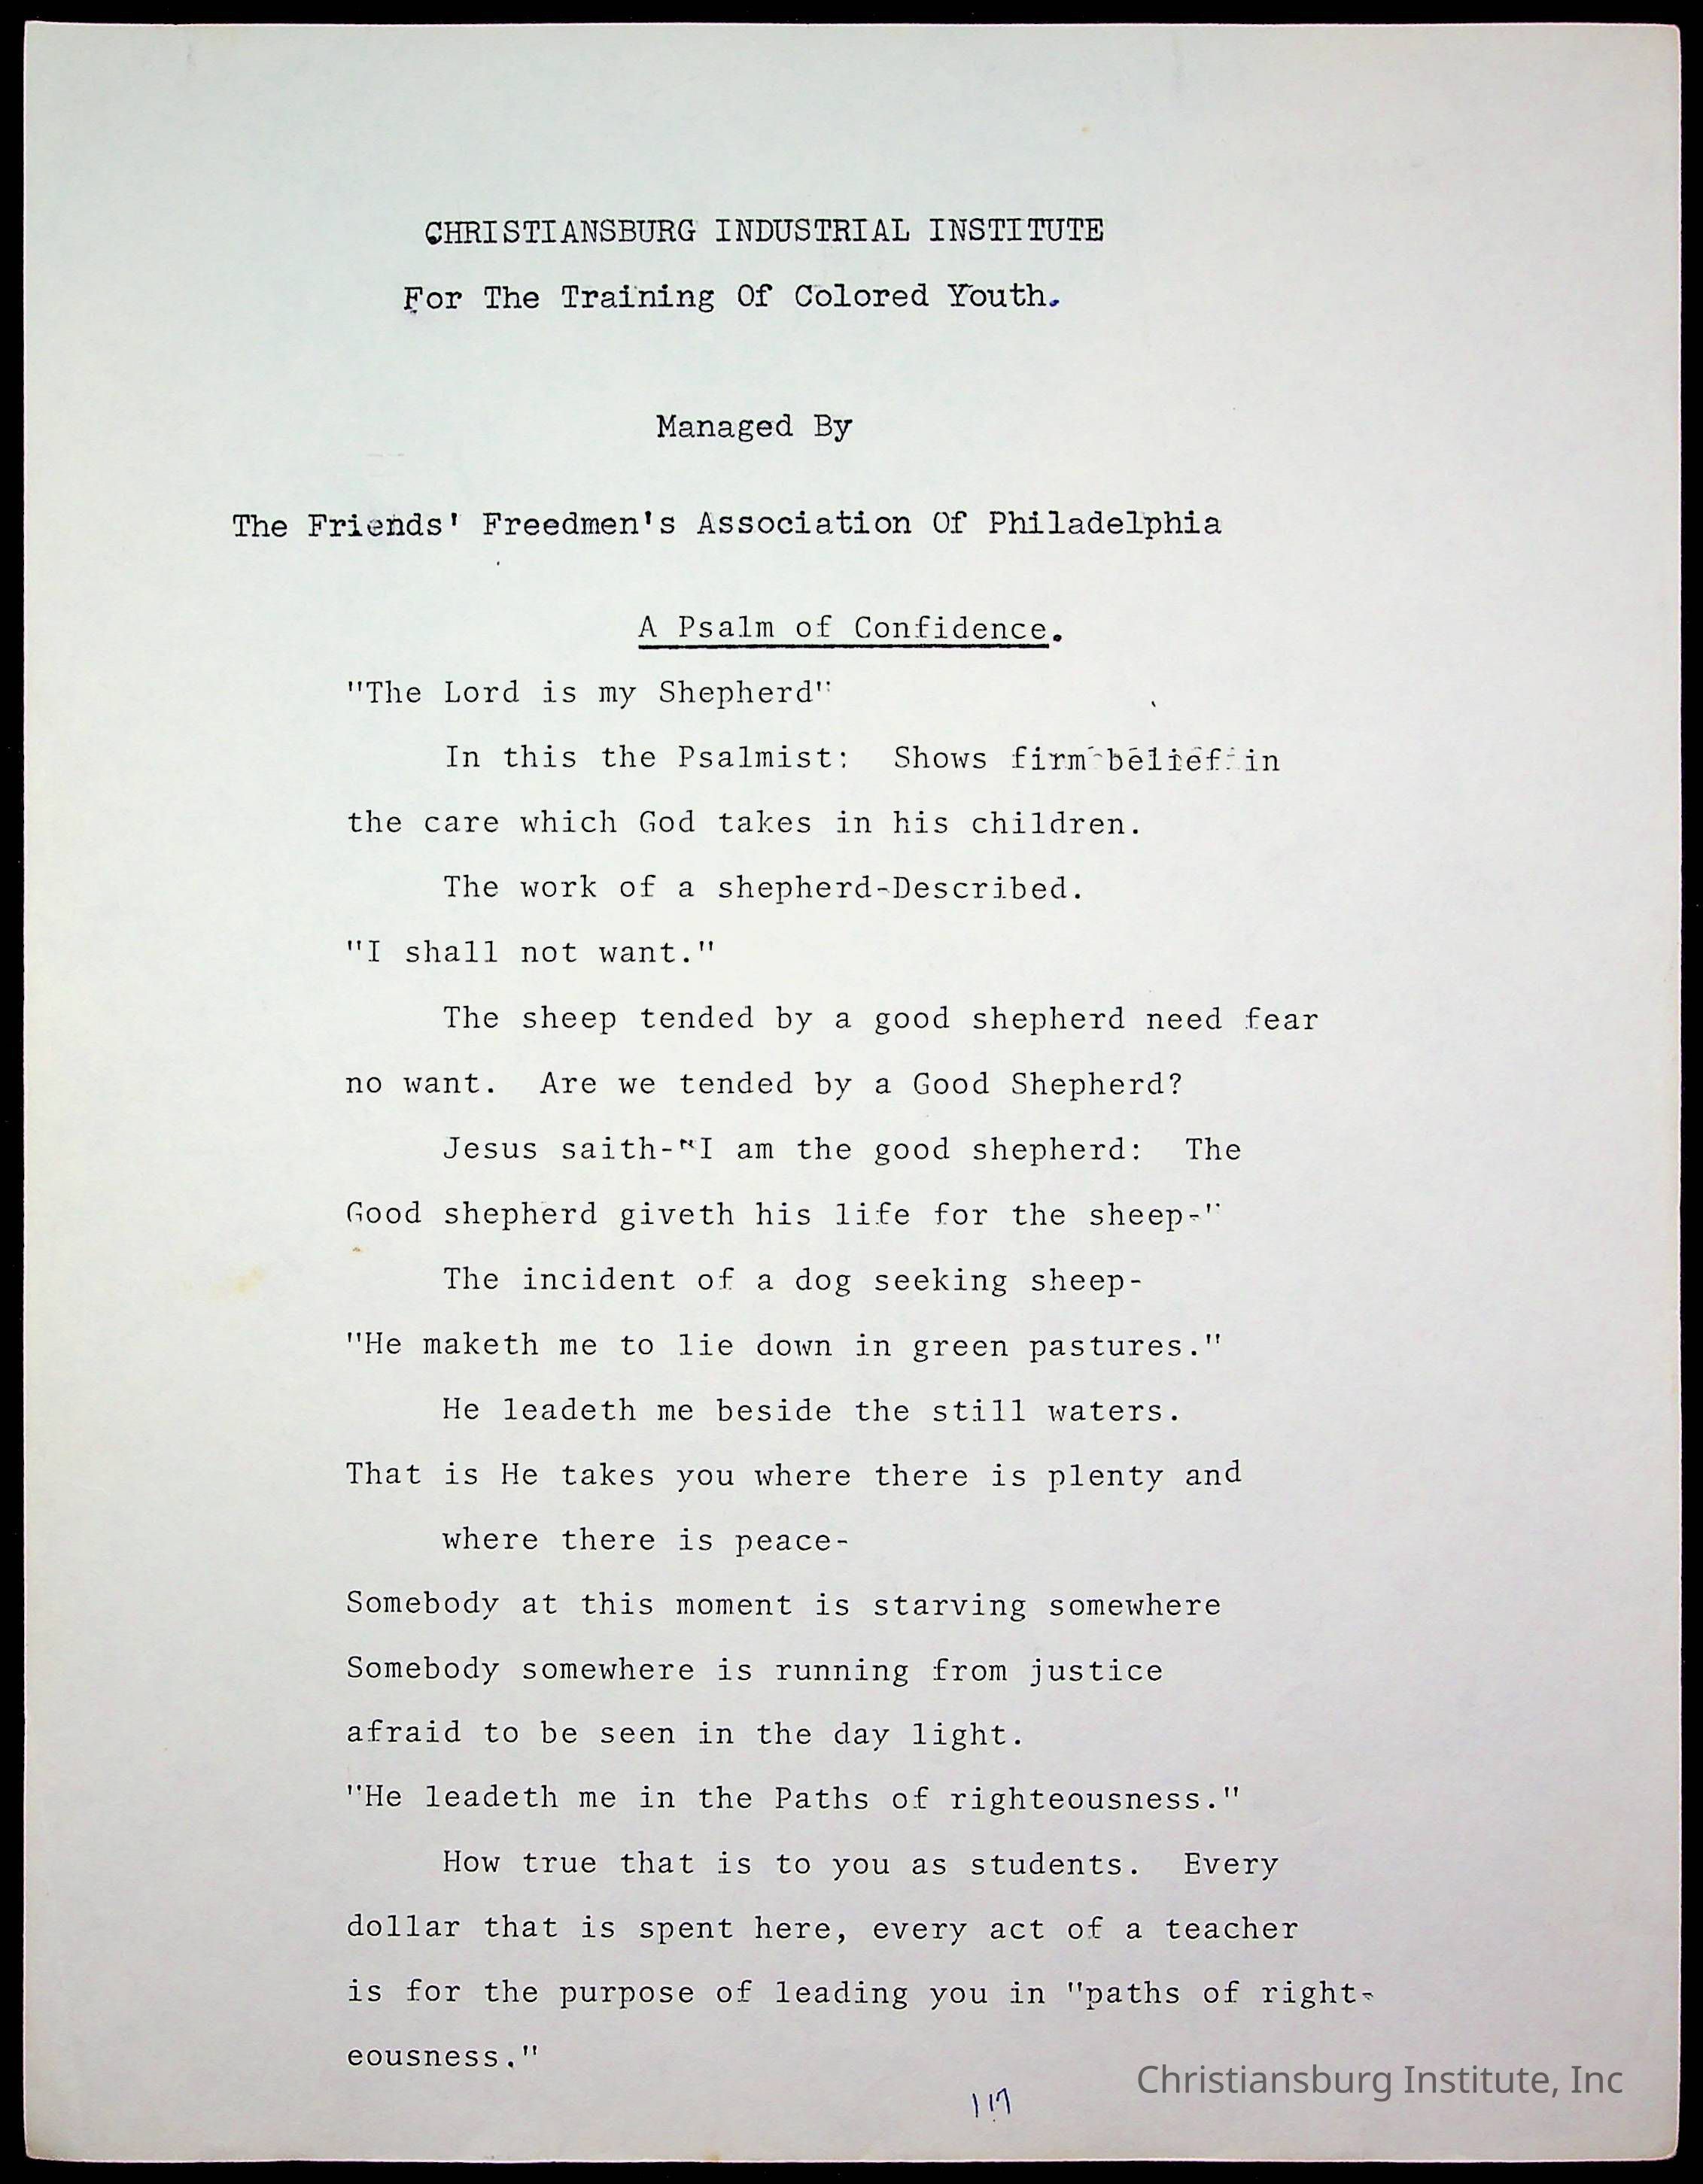 CHRISTIANSBURG INDUSTRIAL INSTITUTE
For The Training Of Colored Youth.
Managed By
The Friends' Freedmen's Association Of Philadelphia
A Psalm of Confidence.
"The Lord is my Shepherd"
In this the Psalmist: Shows firm belief in
the care which God takes in his children.
The work of a shepherd-Described.
"I shall not want."
The sheep tended by a good shepherd need fear
no want. Are we tended by a Good Shepherd?
Jesus saith-"I am the good shepherd: The
Good shepherd giveth his life for the sheep-"
The incident of a dog seeking sheep-
"He maketh me to lie down in green pastures."
He leadeth me beside the still waters.
That is He takes you where there is plenty and
where there is peace-
Somebody at this moment is starving somewhere
Somebody somewhere is running from justice
afraid to be seen in the day light.
"He leadeth me in the Paths of righteousness."
How true that is to you as students. Every
dollar that is spent here, every act of a teacher
is for the purpose of leading you in "paths of right-
eousness."
117
Christiansburg Institute, Inc